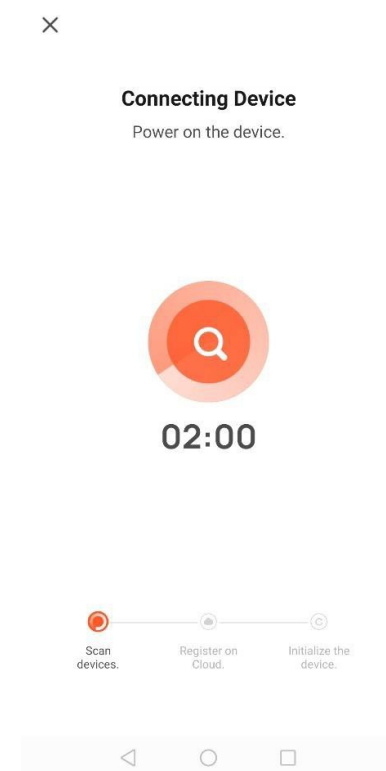 Connecting Device
Power on the device.
02:00
Scan
devices.
Register on
Cloud.
Initialize the
device.